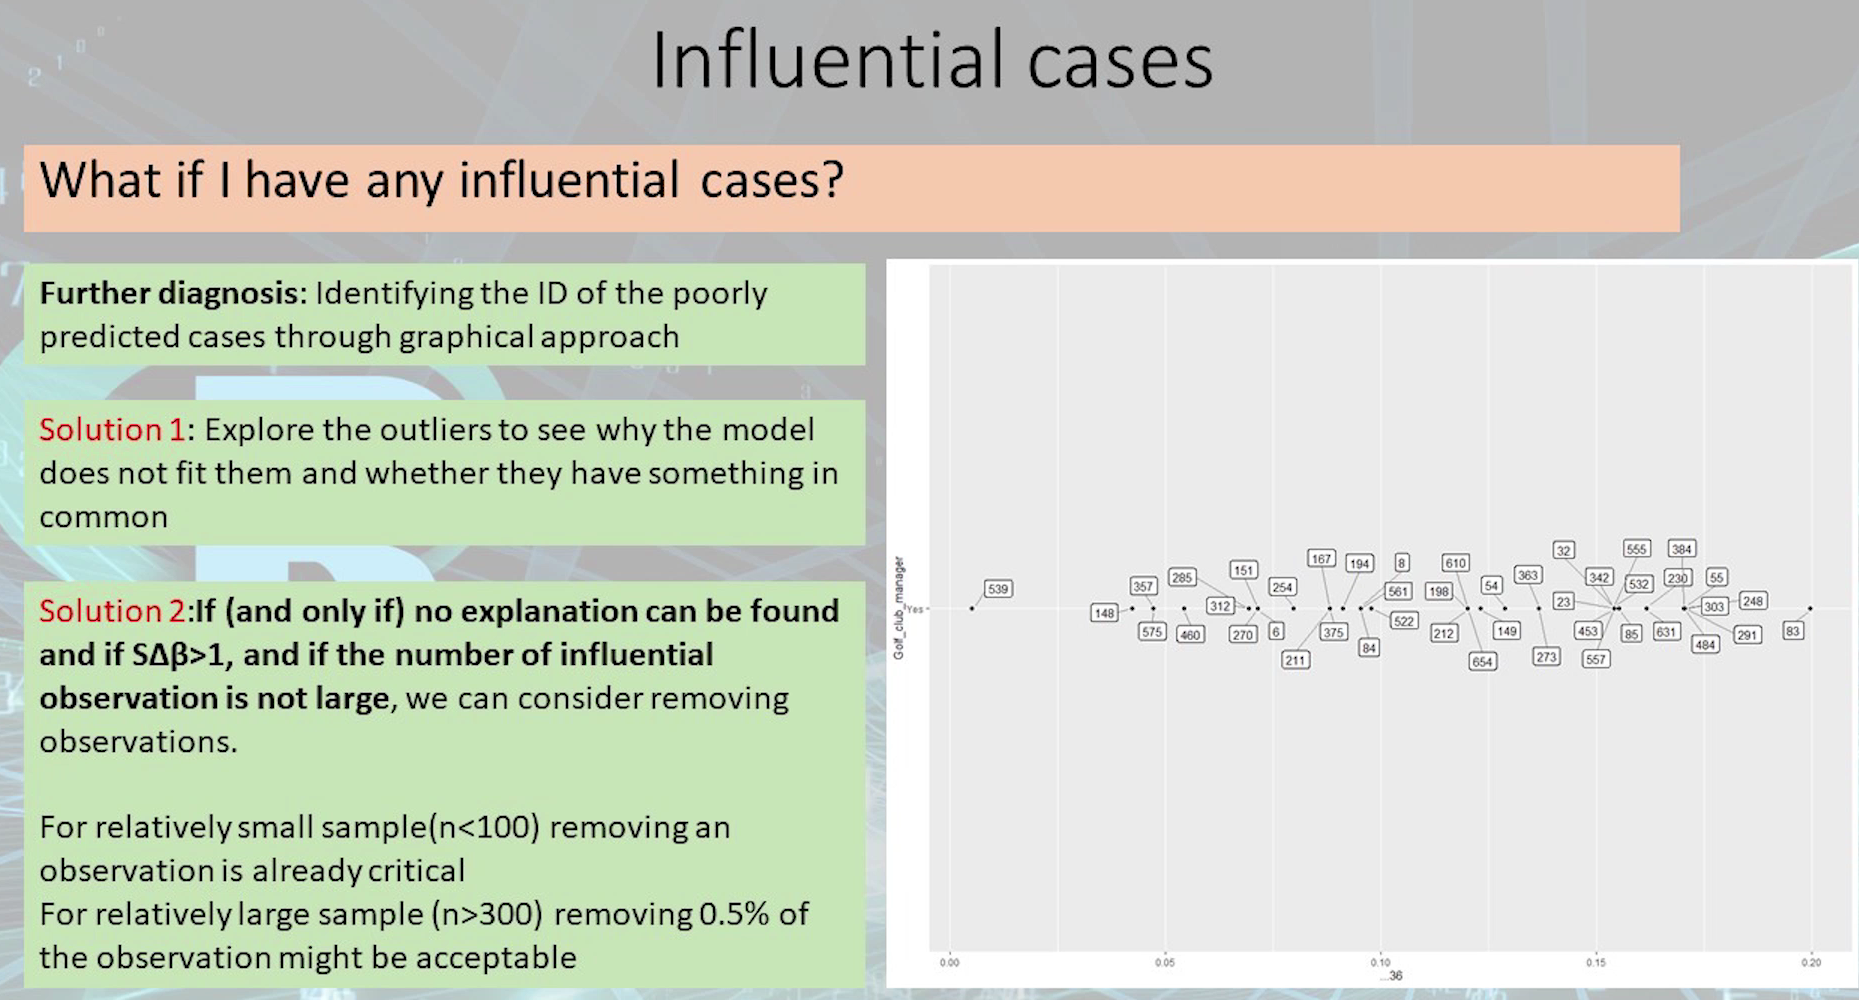 Influential cases
What if I have any influential cases?
Further diagnosis: Identifying the ID of the poorly
predicted cases through graphical approach
Solution 1: Explore the outliers to see why the model
does not fit them and whether they have something in
common
Solution 2:If (and only if) no explanation can be found
and if SΔβ>1, and if the number of influential
observation is not large, we can consider removing
observations.
For relatively small sample(n<100) removing an
observation is already critical
For relatively large sample (n>300) removing 0.5% of
the observation might be acceptable
Golf_club_manager
Yes
539
148
357
575
285
460
312
151
270
6
254
211
167
375
194
84
8
561
522
198
610
212
654
54
149
363
273
32
23
342
453
557
555
532
85
384
230
631
55
303
248
484
291
83
0.00
0.05
0.10
0.15
0.20
...36